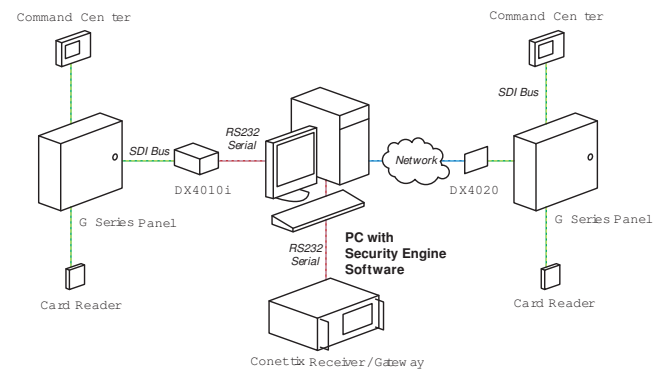 Command Center
Command Center
SDI Bus
SDI Bus
RS232
Serial
Network
DX4010i
DX4020
G Series Panel
G Series Panel
RS232
Serial
PC with
Security Engine
Software
Card Reader
Card Reader
Conettix Receiver/Gateway